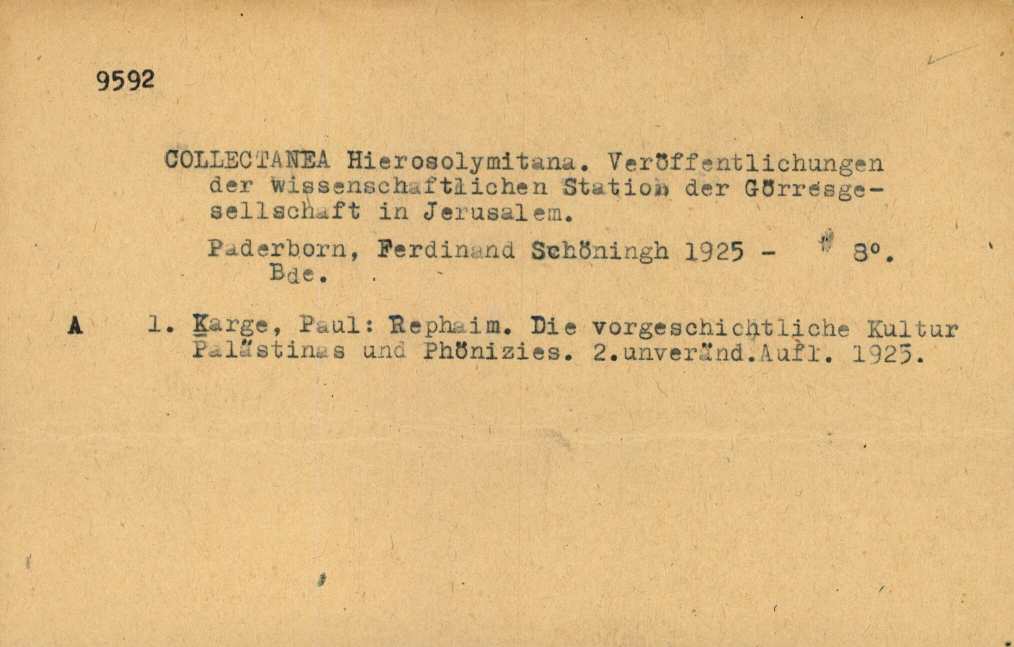 9592
COLLECTANEA Hierosolymitana. Veröffentlichungen
der wissenschaftlichen Station der Görresge-
sellschaft in Jerusalem.
Paderborn, Ferdinand Schöningh 1925 - 8°.
Bde.
A 1. Karge, Paul: Rephaim. Die vorgeschichtliche Kultur
Palästinas und Phönizies. 2.unveränd.Aufl. 1925.